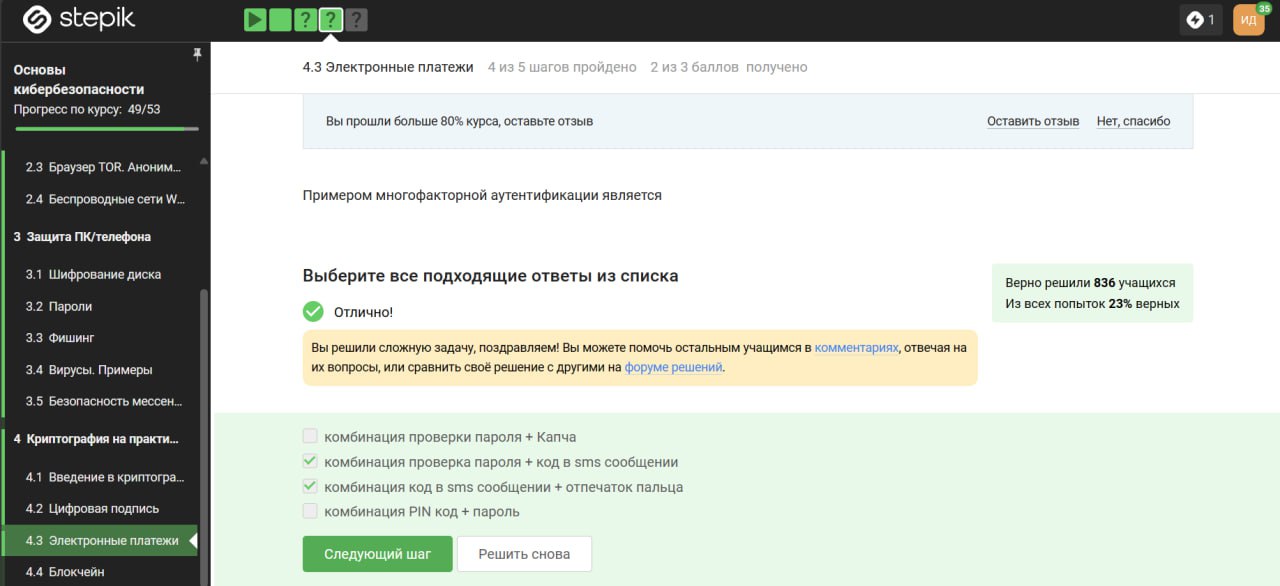 stepik
?
?
?
1
ИД
35
Основы
кибербезопасности
Прогресс по курсу: 49/53
2.3 Браузер TOR. Аноним...
2.4 Беспроводные сети W...
3 Защита ПК/телефона
3.1 Шифрование диска
3.2 Пароли
3.3 Фишинг
3.4 Вирусы. Примеры
3.5 Безопасность мессен...
4 Криптография на практи...
4.1 Введение в криптогра...
4.2 Цифровая подпись
4.3 Электронные платежи
4.4 Блокчейн
4.3 Электронные платежи 4 из 5 шагов пройдено 2 из 3 баллов получено
Вы прошли больше 80% курса, оставьте отзыв Оставить отзыв Нет, спасибо
Примером многофакторной аутентификации является
Выберите все подходящие ответы из списка
Отлично!
Верно решили 836 учащихся
Из всех попыток 23% верных
Вы решили сложную задачу, поздравляем! Вы можете помочь остальным учащимся в комментариях, отвечая на
их вопросы, или сравнить своё решение с другими на форуме решений.
комбинация проверки пароля + Капча
комбинация проверка пароля + код в sms сообщении
комбинация код в sms сообщении + отпечаток пальца
комбинация PIN код + пароль
Следующий шаг Решить снова